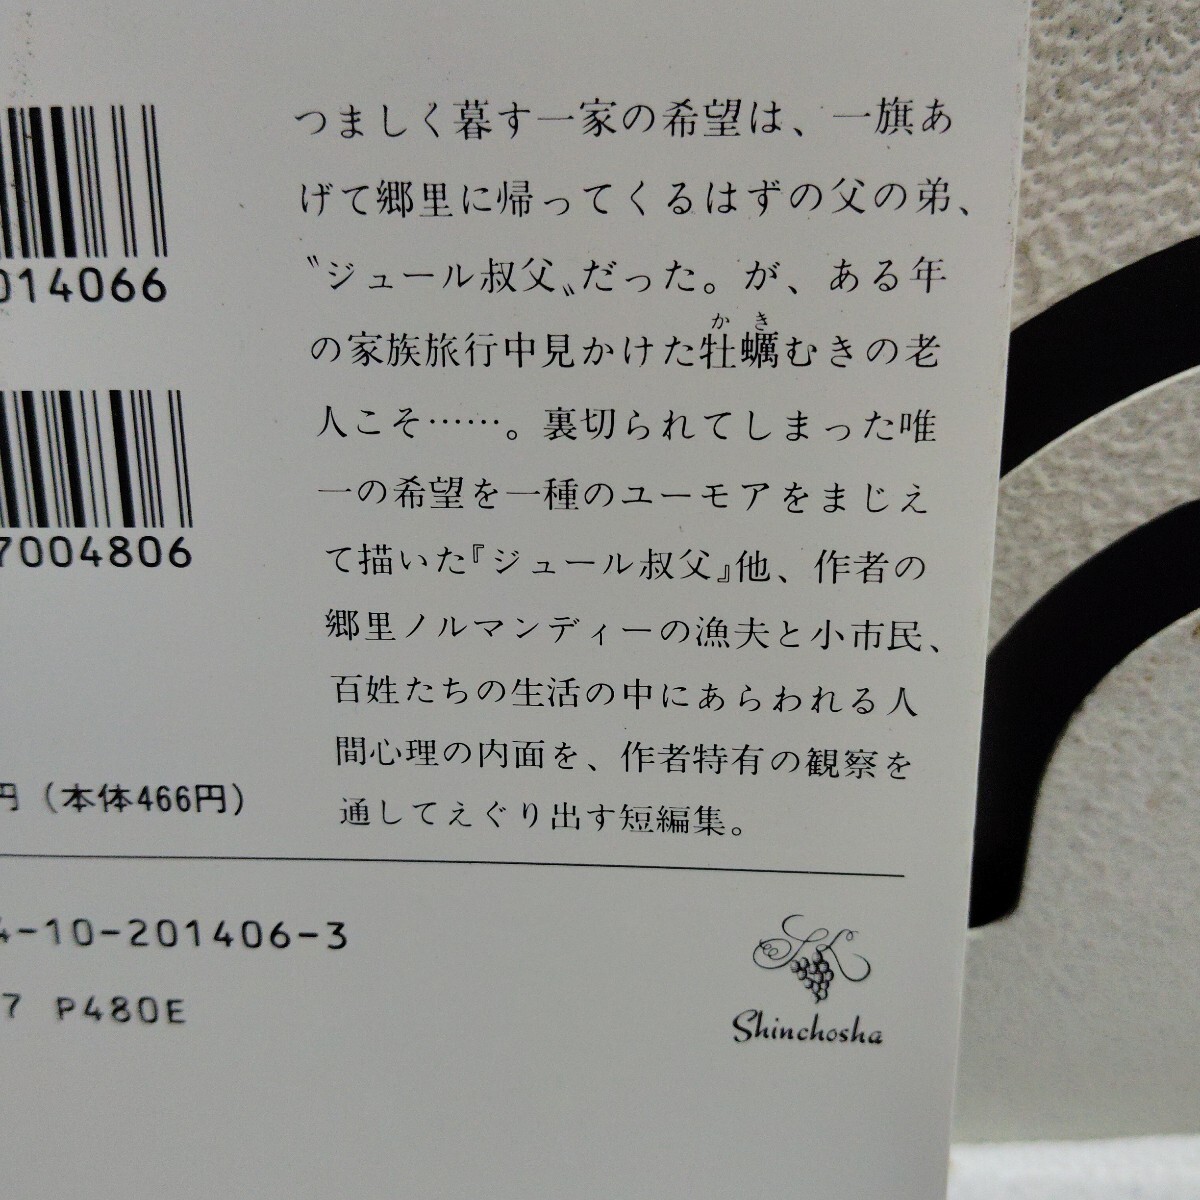 つましく暮す一家の希望は、一旗あ
げて郷里に帰ってくるはずの父の弟、
〝ジュール叔父〟だった。が、ある年
の家族旅行中見かけた牡蠣むきの老
かき
人こそ……。裏切られてしまった唯
一の希望を一種のユーモアをまじえ
て描いた『ジュール叔父』他、作者の
郷里ノルマンディーの漁夫と小市民、
百姓たちの生活の中にあらわれる人
間心理の内面を、作者特有の観察を
通してえぐり出す短編集。
014066
7004806
円(本体466円)
4-10-201406-3
7 P480E
Shinchosha